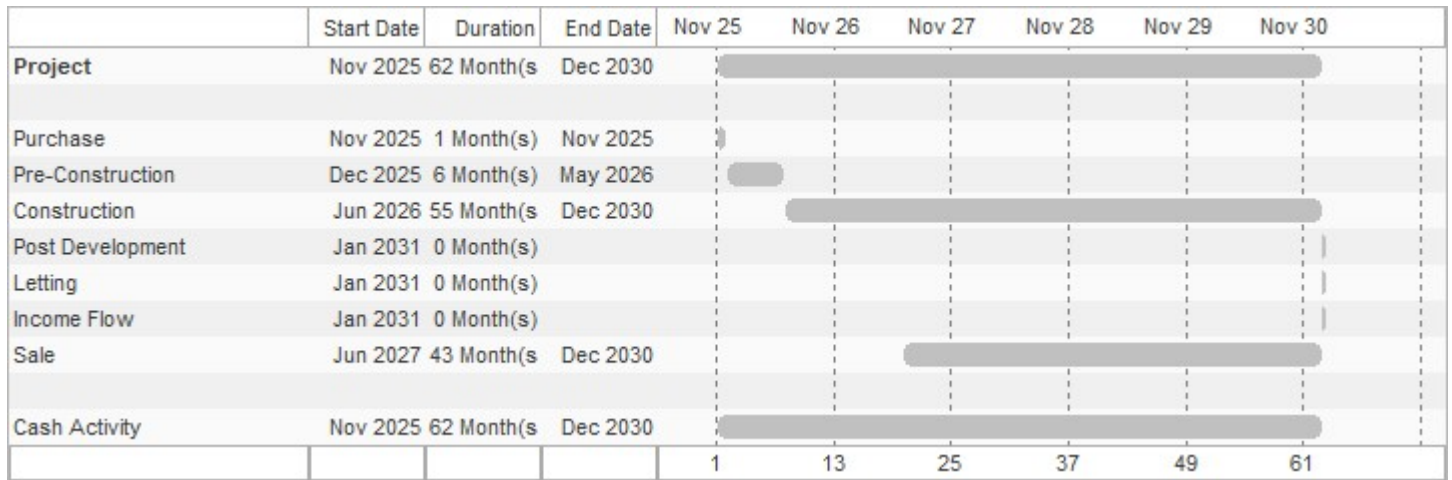 Start Date Duration End Date Nov 25 Nov 26 Nov 27 Nov 28 Nov 29 Nov 30
Project Nov 2025 62 Month(s Dec 2030
Purchase Nov 2025 1 Month(s) Nov 2025
Pre-Construction Dec 2025 6 Month(s) May 2026
Construction Jun 2026 55 Month(s Dec 2030
Post Development Jan 2031 0 Month(s)
Letting Jan 2031 0 Month(s)
Income Flow Jan 2031 0 Month(s)
Sale Jun 2027 43 Month(s Dec 2030
Cash Activity Nov 2025 62 Month(s Dec 2030
1 13 25 37 49 61